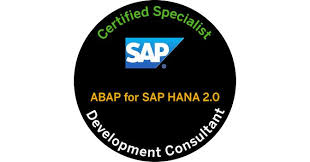 Certified Specialist
SAP
ABAP for SAP HANA 2.0
Development Consultant